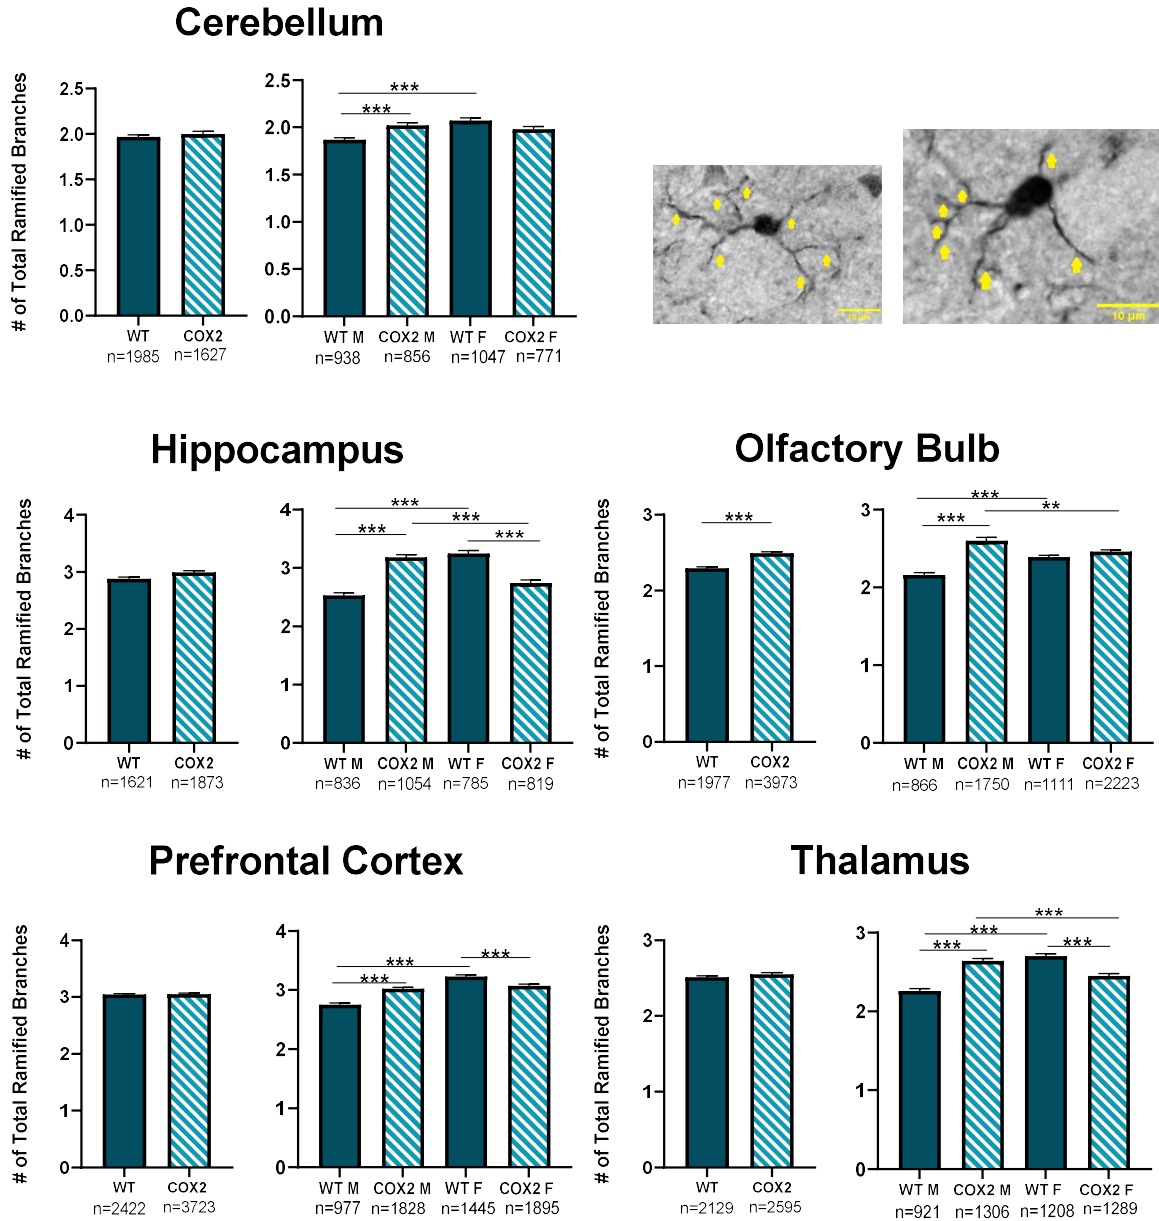 Cerebellum
# of Total Ramified Branches
2.5
2.0
1.5
1.0
0.5
0.0
WT COX2
n=1985 n=1627
2.5
2.0
1.5
1.0
0.5
0.0
***
***
WT M COX2 M WT F COX2 F
n=938 n=856 n=1047 n=771
10 µm
10 µm
Hippocampus
# of Total Ramified Branches
4
3
2
1
0
WT COX2
n=1621 n=1873
4
3
2
1
0
***
***
***
***
WT M COX2 M WT F COX2 F
n=836 n=1054 n=785 n=819
Olfactory Bulb
# of Total Ramified Branches
3
2
1
0
***
WT COX2
n=1977 n=3973
3
2
1
0
***
**
***
WT M COX2 M WT F COX2 F
n=866 n=1750 n=1111 n=2223
Prefrontal Cortex
# of Total Ramified Branches
4
3
2
1
0
WT COX2
n=2422 n=3723
4
3
2
1
0
***
***
***
WT M COX2 M WT F COX2 F
n=977 n=1828 n=1445 n=1895
Thalamus
# of Total Ramified Branches
3
2
1
0
WT COX2
n=2129 n=2595
3
2
1
0
***
***
***
***
WT M COX2 M WT F COX2 F
n=921 n=1306 n=1208 n=1289